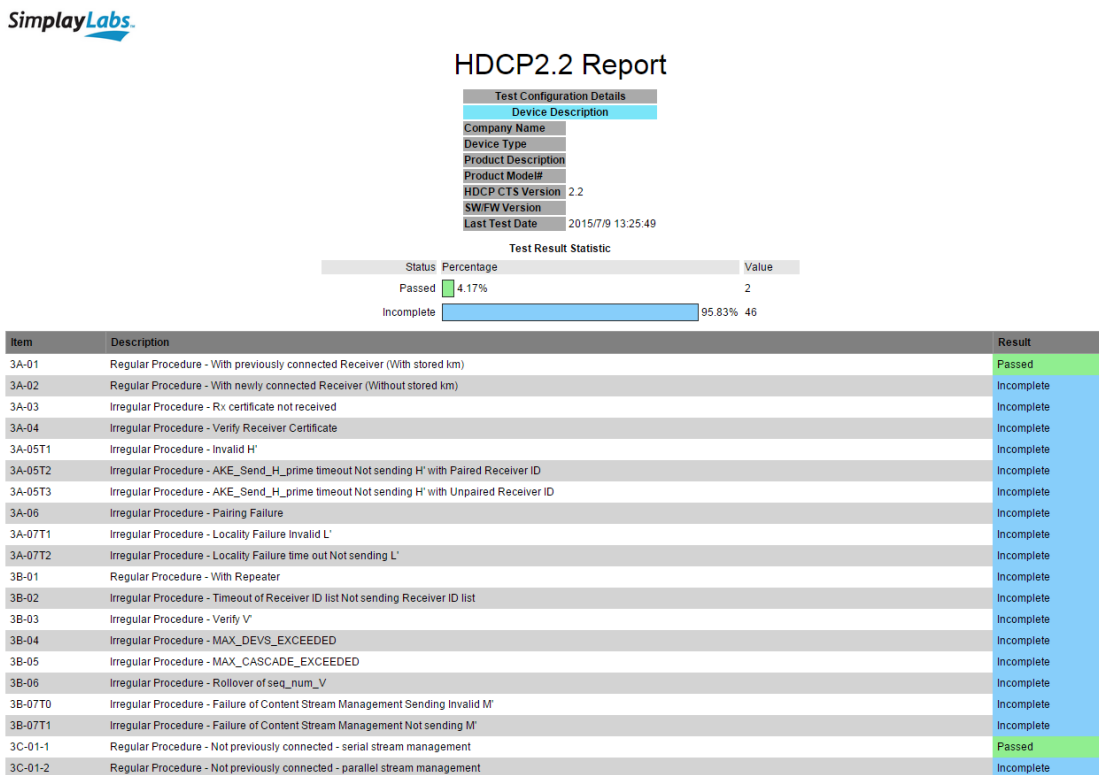 SimplayLabs™
HDCP2.2 Report
Test Configuration Details
Device Description
Company Name
Device Type
Product Description
Product Model#
HDCP CTS Version 2.2
SW/FW Version
Last Test Date 2015/7/9 13:25:49
Test Result Statistic
Status Percentage Value
Passed 4.17% 2
Incomplete 95.83% 46
Item Description Result
3A-01 Regular Procedure - With previously connected Receiver (With stored km) Passed
3A-02 Regular Procedure - With newly connected Receiver (Without stored km) Incomplete
3A-03 Irregular Procedure - Rx certificate not received Incomplete
3A-04 Irregular Procedure - Verify Receiver Certificate Incomplete
3A-05T1 Irregular Procedure - Invalid H' Incomplete
3A-05T2 Irregular Procedure - AKE_Send_H_prime timeout Not sending H' with Paired Receiver ID Incomplete
3A-05T3 Irregular Procedure - AKE_Send_H_prime timeout Not sending H' with Unpaired Receiver ID Incomplete
3A-06 Irregular Procedure - Pairing Failure Incomplete
3A-07T1 Irregular Procedure - Locality Failure Invalid L' Incomplete
3A-07T2 Irregular Procedure - Locality Failure time out Not sending L' Incomplete
3B-01 Regular Procedure - With Repeater Incomplete
3B-02 Irregular Procedure - Timeout of Receiver ID list Not sending Receiver ID list Incomplete
3B-03 Irregular Procedure - Verify V' Incomplete
3B-04 Irregular Procedure - MAX_DEVS_EXCEEDED Incomplete
3B-05 Irregular Procedure - MAX_CASCADE_EXCEEDED Incomplete
3B-06 Irregular Procedure - Rollover of seq_num_V Incomplete
3B-07T0 Irregular Procedure - Failure of Content Stream Management Sending Invalid M' Incomplete
3B-07T1 Irregular Procedure - Failure of Content Stream Management Not sending M' Incomplete
3C-01-1 Regular Procedure - Not previously connected - serial stream management Passed
3C-01-2 Regular Procedure - Not previously connected - parallel stream management Incomplete